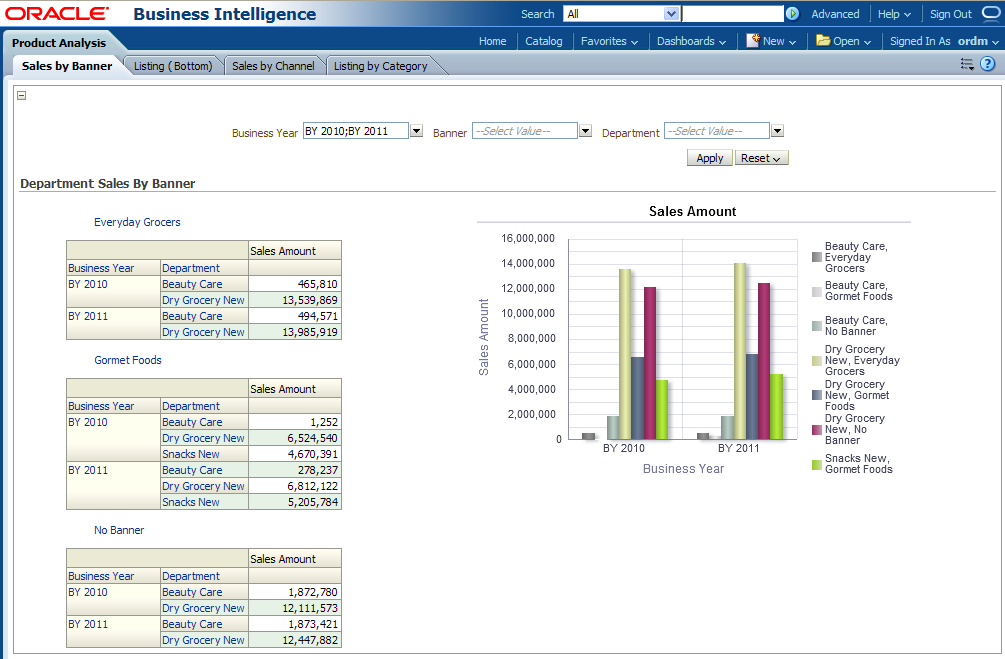 ORACLE Business Intelligence Search All Advanced Help Sign Out
Product Analysis Home Catalog Favorites Dashboards New Open Signed In As ordm
Sales by Banner Listing ( Bottom) Sales by Channel Listing by Category
Business Year BY 2010;BY 2011 Banner --Select Value-- Department --Select Value--
Apply Reset
Department Sales By Banner
Everyday Grocers
Sales Amount
Business Year Department
BY 2010 Beauty Care 465,810
Dry Grocery New 13,539,869
BY 2011 Beauty Care 494,571
Dry Grocery New 13,985,919
Gormet Foods
Sales Amount
Business Year Department
BY 2010 Beauty Care 1,252
Dry Grocery New 6,524,540
Snacks New 4,670,391
BY 2011 Beauty Care 278,237
Dry Grocery New 6,812,122
Snacks New 5,205,784
No Banner
Sales Amount
Business Year Department
BY 2010 Beauty Care 1,872,780
Dry Grocery New 12,111,573
BY 2011 Beauty Care 1,873,421
Dry Grocery New 12,447,882
Sales Amount
16,000,000
14,000,000
12,000,000
10,000,000
8,000,000
6,000,000
4,000,000
2,000,000
0
Sales Amount
BY 2010 BY 2011
Business Year
Beauty Care,
Everyday
Grocers
Beauty Care,
Gormet Foods
Beauty Care,
No Banner
Dry Grocery
New, Everyday
Grocers
Dry Grocery
New, Gormet
Foods
Dry Grocery
New, No
Banner
Snacks New,
Gormet Foods